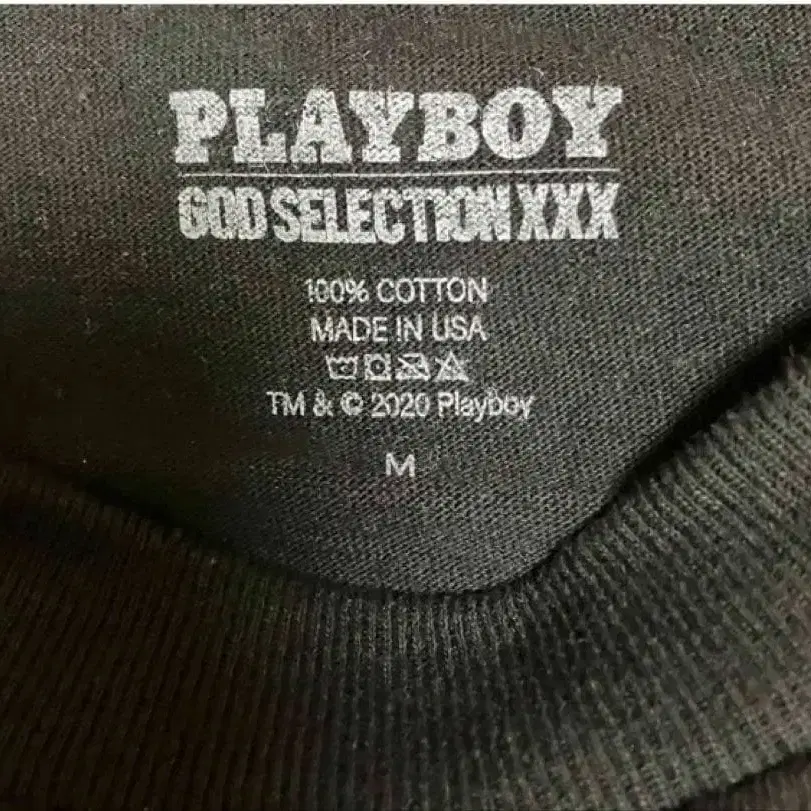 PLAYBOY
GOD SELECTION XXX
100% COTTON
MADE IN USA
TM & © 2020 Playboy
M